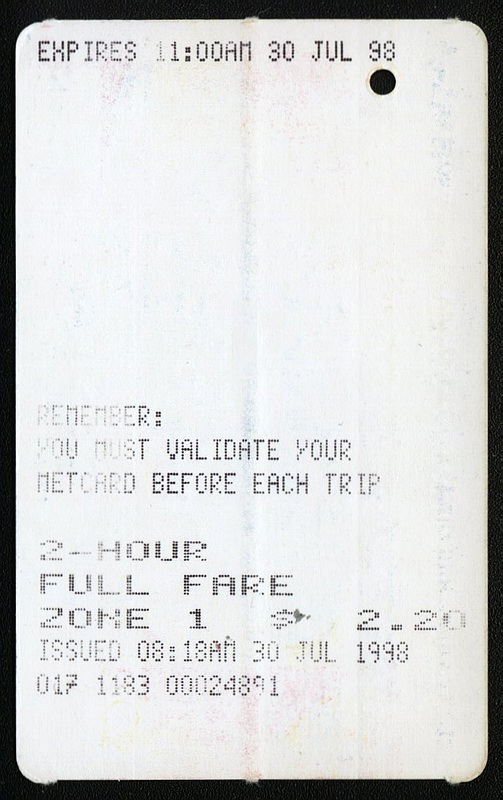 EXPIRES 11:00AM 30 JUL 98
REMEMBER:
YOU MUST VALIDATE YOUR
METCARD BEFORE EACH TRIP
2-HOUR
FULL FARE
ZONE 1 $ 2.20
ISSUED 08:18AM 30 JUL 1998
017 1183 00024891